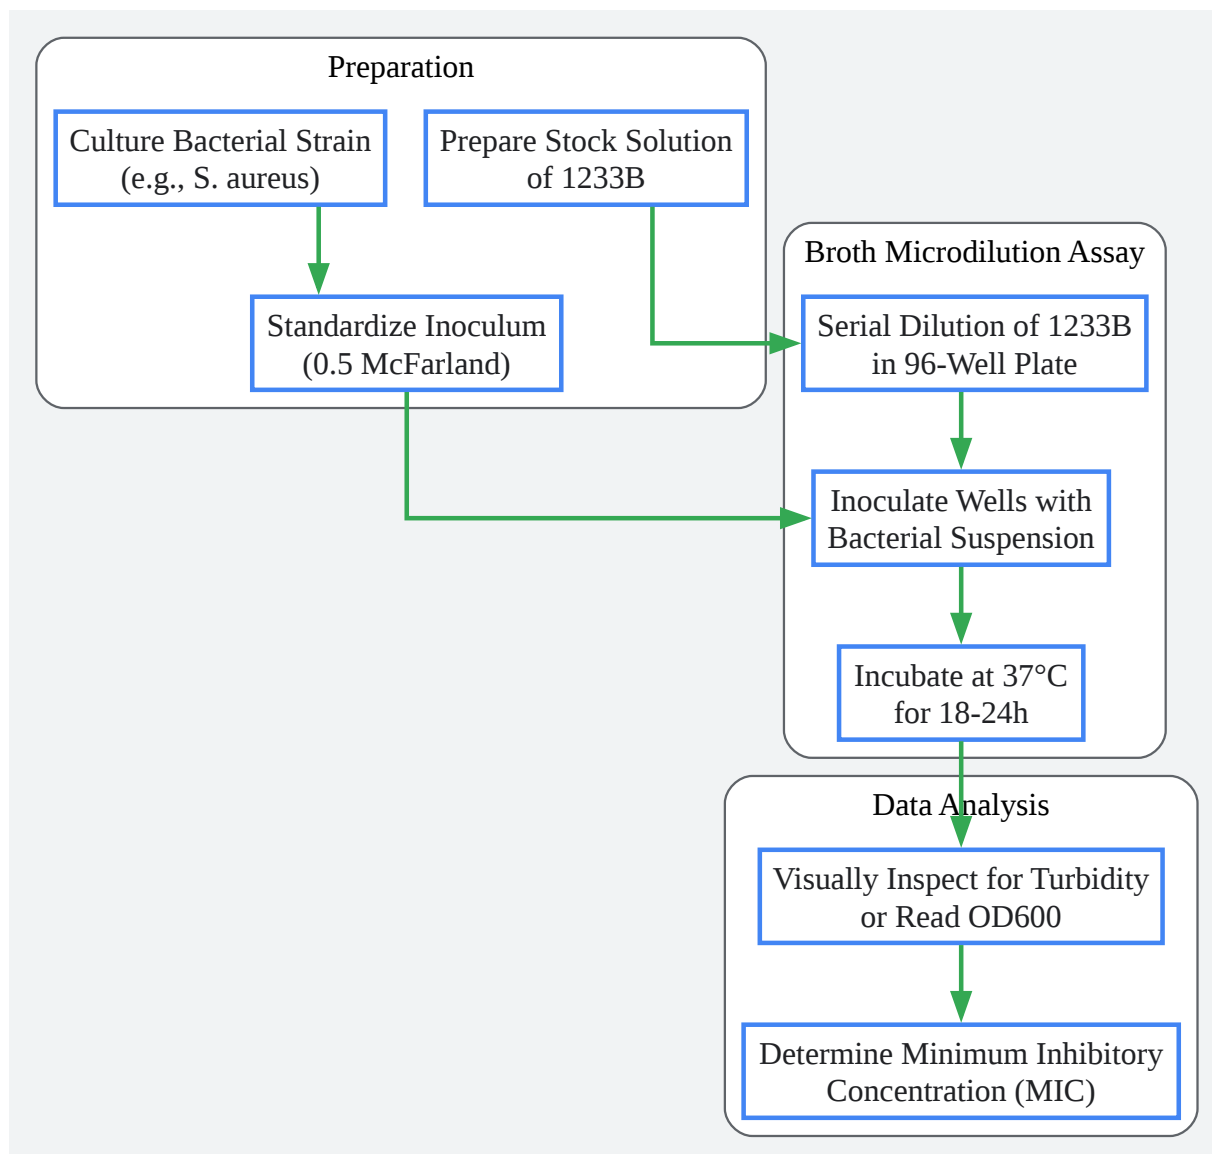 Preparation
Culture Bacterial Strain
(e.g., S. aureus)
Prepare Stock Solution
of 1233B
Standardize Inoculum
(0.5 McFarland)
Broth Microdilution Assay
Serial Dilution of 1233B
in 96-Well Plate
Inoculate Wells with
Bacterial Suspension
Incubate at 37°C
for 18-24h
Data Analysis
Visually Inspect for Turbidity
or Read OD600
Determine Minimum Inhibitory
Concentration (MIC)